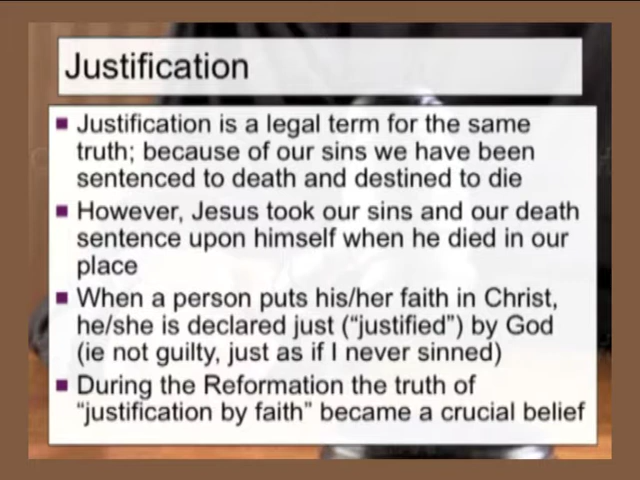 Justification
Justification is a legal term for the same
truth; because of our sins we have been
sentenced to death and destined to die
However, Jesus took our sins and our death
sentence upon himself when he died in our
place
When a person puts his/her faith in Christ,
he/she is declared just (“justified”) by God
(ie not guilty, just as if I never sinned)
During the Reformation the truth of
“justification by faith” became a crucial belief